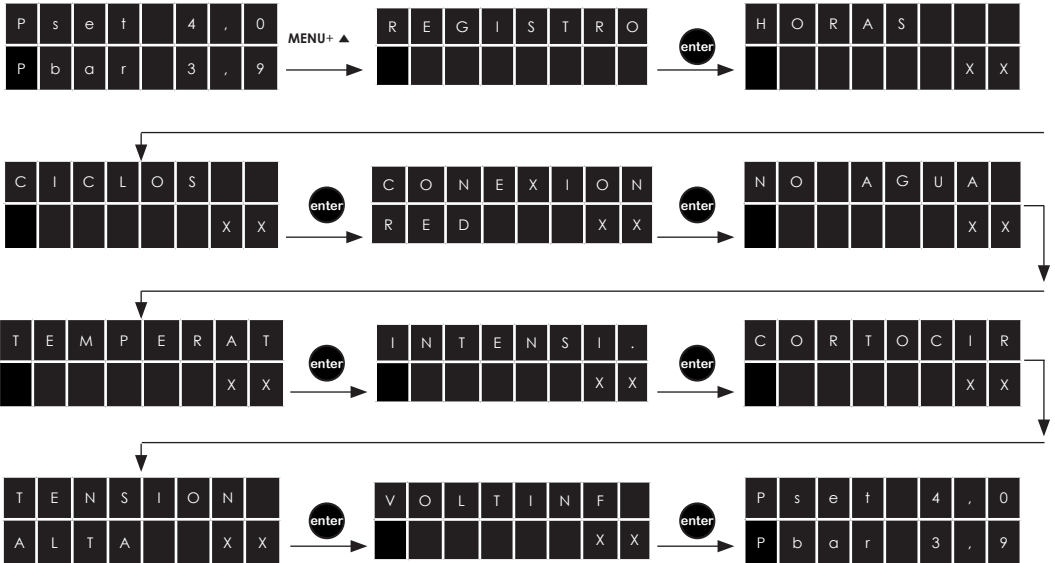 Pset 4,0
Pbar 3,9
MENU+ ▲
REGISTRO
enter
HORAS
XX
CICLOS
XX
enter
CONEXION
RED XX
enter
NO AGUA
XX
TEMPERAT
XX
enter
INTENSI.
XX
enter
CORTOCIR
XX
TENSION
ALTA XX
enter
VOLTINF
XX
enter
Pset 4,0
Pbar 3,9